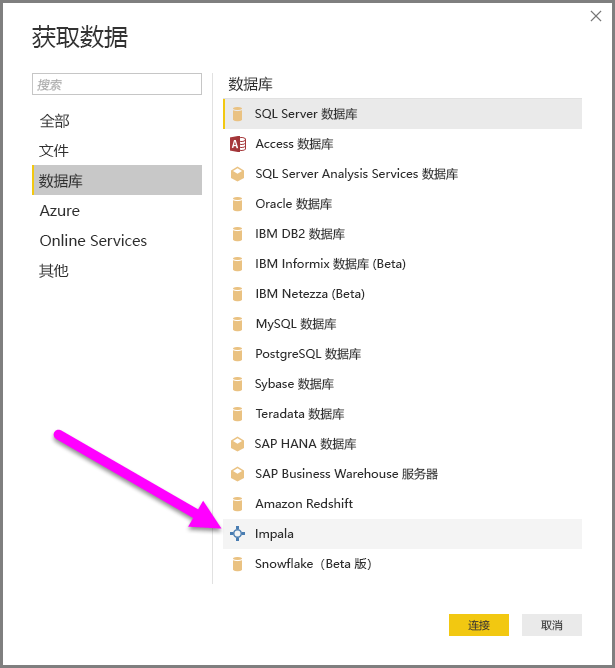 获取数据
搜索
全部
文件
数据库
Azure
Online Services
其他
数据库
SQL Server 数据库
Access 数据库
SQL Server Analysis Services 数据库
Oracle 数据库
IBM DB2 数据库
IBM Informix 数据库 (Beta)
IBM Netezza (Beta)
MySQL 数据库
PostgreSQL 数据库
Sybase 数据库
Teradata 数据库
SAP HANA 数据库
SAP Business Warehouse 服务器
Amazon Redshift
Impala
Snowflake（Beta 版）
连接
取消